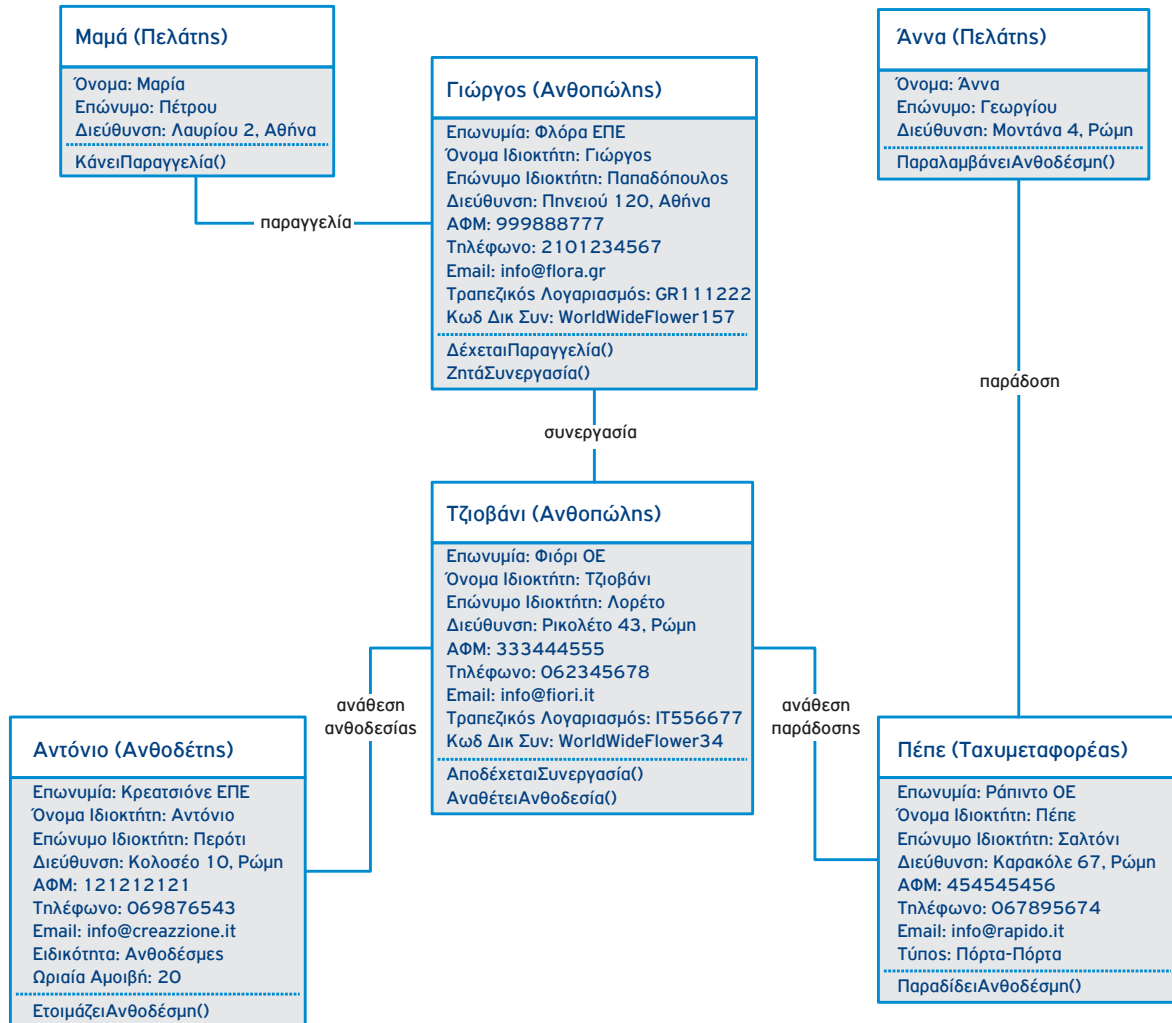 Μαμά (Πελάτης)
Όνομα: Μαρία
Επώνυμο: Πέτρου
Διεύθυνση: Λαυρίου 2, Αθήνα
ΚάνειΠαραγγελία()
παραγγελία
Γιώργος (Ανθοπώλης)
Επωνυμία: Φλόρα ΕΠΕ
Όνομα Ιδιοκτήτη: Γιώργος
Επώνυμο Ιδιοκτήτη: Παπαδόπουλος
Διεύθυνση: Πηνειού 120, Αθήνα
ΑΦΜ: 999888777
Τηλέφωνο: 2101234567
Email: info@flora.gr
Τραπεζικός Λογαριασμός: GR111222
Κωδ Δικ Συν: WorldWideFlower157
ΔέχεταιΠαραγγελία()
ΖητάΣυνεργασία()
Άννα (Πελάτης)
Όνομα: Άννα
Επώνυμο: Γεωργίου
Διεύθυνση: Μοντάνα 4, Ρώμη
ΠαραλαμβάνειΑνθοδέσμη()
παράδοση
συνεργασία
Τζιοβάνι (Ανθοπώλης)
Επωνυμία: Φιόρι ΟΕ
Όνομα Ιδιοκτήτη: Τζιοβάνι
Επώνυμο Ιδιοκτήτη: Λορέτο
Διεύθυνση: Ρικολέτο 43, Ρώμη
ΑΦΜ: 333444555
Τηλέφωνο: 062345678
Email: info@fiori.it
Τραπεζικός Λογαριασμός: IT556677
Κωδ Δικ Συν: WorldWideFlower34
ΑποδέχεταιΣυνεργασία()
ΑναθέτειΑνθοδεσία()
ανάθεση
ανθοδεσίας
ανάθεση
παράδοσης
Αντόνιο (Ανθοδέτης)
Επωνυμία: Κρεατσιόνε ΕΠΕ
Όνομα Ιδιοκτήτη: Αντόνιο
Επώνυμο Ιδιοκτήτη: Περότι
Διεύθυνση: Κολοσέο 10, Ρώμη
ΑΦΜ: 121212121
Τηλέφωνο: 069876543
Email: info@creazzione.it
Ειδικότητα: Ανθοδέσμες
Ωριαία Αμοιβή: 20
ΕτοιμάζειΑνθοδέσμη()
Πέπε (Ταχυμεταφορέας)
Επωνυμία: Ράπιντο ΟΕ
Όνομα Ιδιοκτήτη: Πέπε
Επώνυμο Ιδιοκτήτη: Σαλτόνι
Διεύθυνση: Καρακόλε 67, Ρώμη
ΑΦΜ: 454545456
Τηλέφωνο: 067895674
Email: info@rapido.it
Τύπος: Πόρτα-Πόρτα
ΠαραδίδειΑνθοδέσμη()